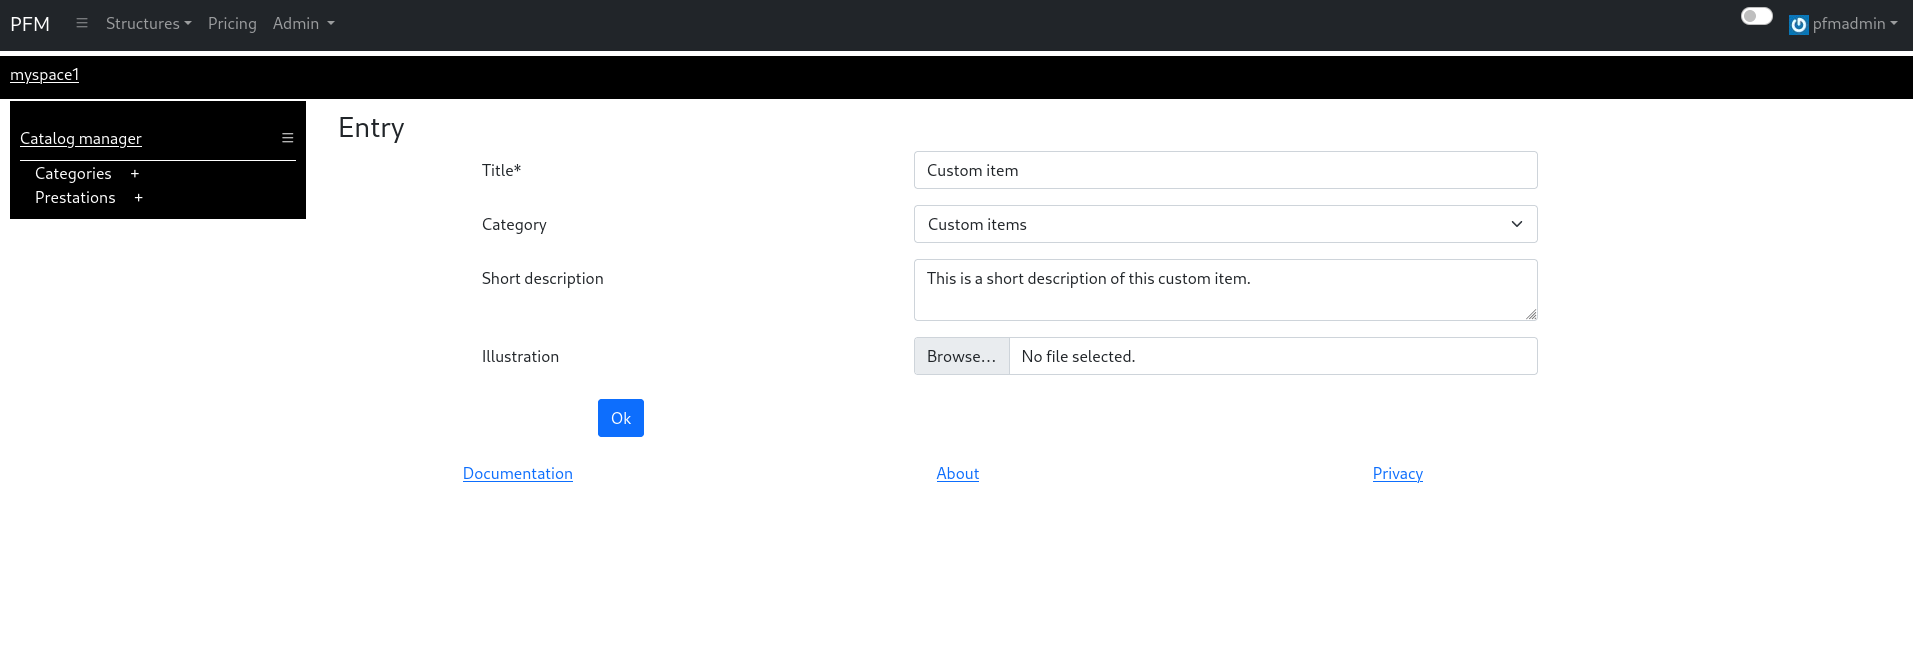 PFM Structures Pricing Admin pfmadmin
myspace1
Catalog manager
Categories +
Prestations +
Entry
Title* Custom item
Category Custom items
Short description This is a short description of this custom item.
Illustration Browse... No file selected.
Ok
Documentation About Privacy